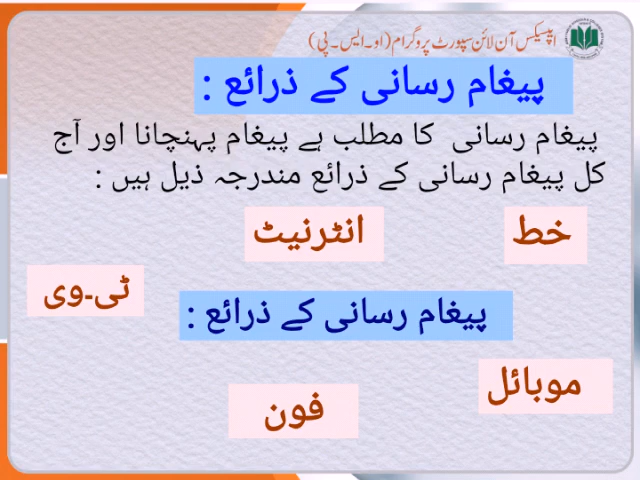 اپسیکس آن لائن سپورٹ پروگرام (او۔ایس۔پی)
پیغام رسانی کے ذرائع :
پیغام رسانی کا مطلب ہے پیغام پہنچانا اور آج
کل پیغام رسانی کے ذرائع مندرجہ ذیل ہیں :
خط
انٹرنیٹ
ٹی۔وی
پیغام رسانی کے ذرائع :
موبائل
فون